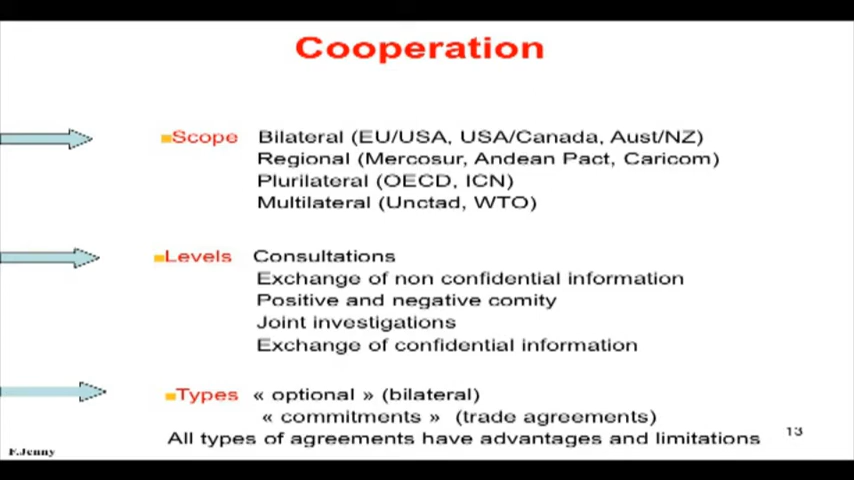 Cooperation
Scope Bilateral (EU/USA, USA/Canada, Aust/NZ)
Regional (Mercosur, Andean Pact, Caricom)
Plurilateral (OECD, ICN)
Multilateral (Unctad, WTO)
Levels Consultations
Exchange of non confidential information
Positive and negative comity
Joint investigations
Exchange of confidential information
Types « optional » (bilateral)
« commitments » (trade agreements)
All types of agreements have advantages and limitations
13
F.Jenny